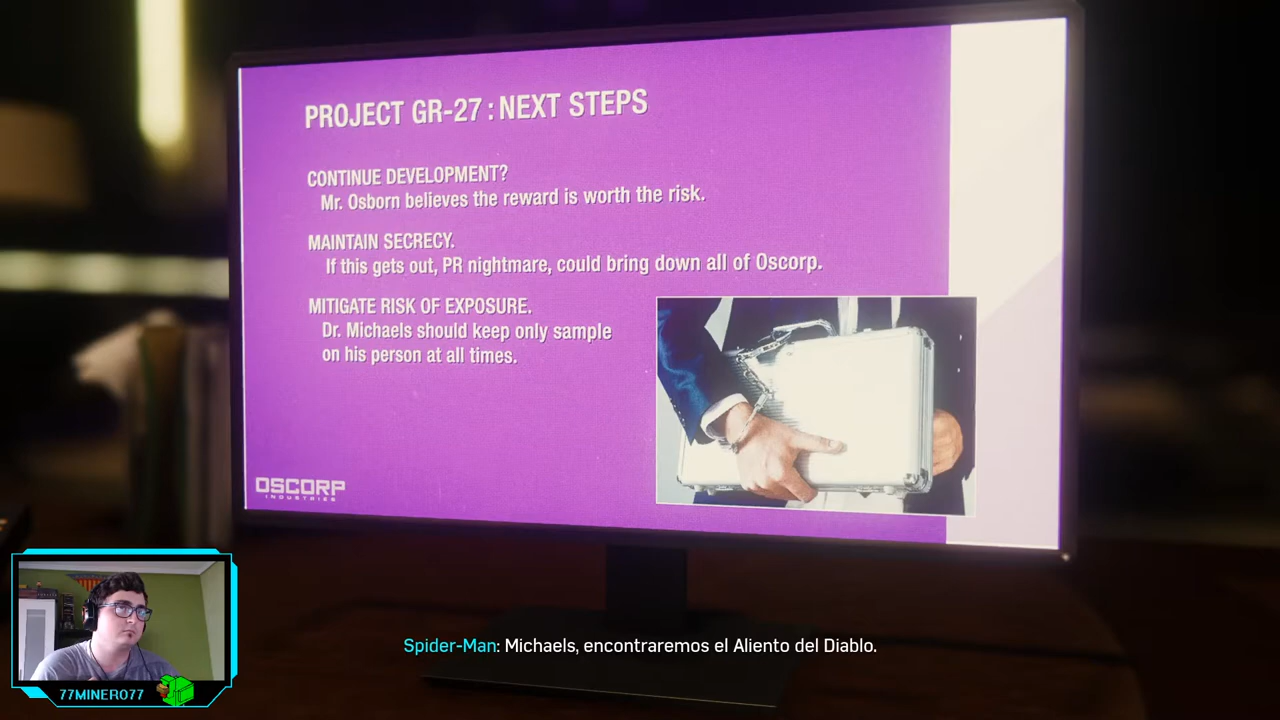 PROJECT GR-27 : NEXT STEPS
CONTINUE DEVELOPMENT?
Mr. Osborn believes the reward is worth the risk.
MAINTAIN SECRECY.
If this gets out, PR nightmare, could bring down all of Oscorp.
MITIGATE RISK OF EXPOSURE.
Dr. Michaels should keep only sample
on his person at all times.
OSCORP
INDUSTRIES
Spider-Man: Michaels, encontraremos el Aliento del Diablo.
77MINERO77